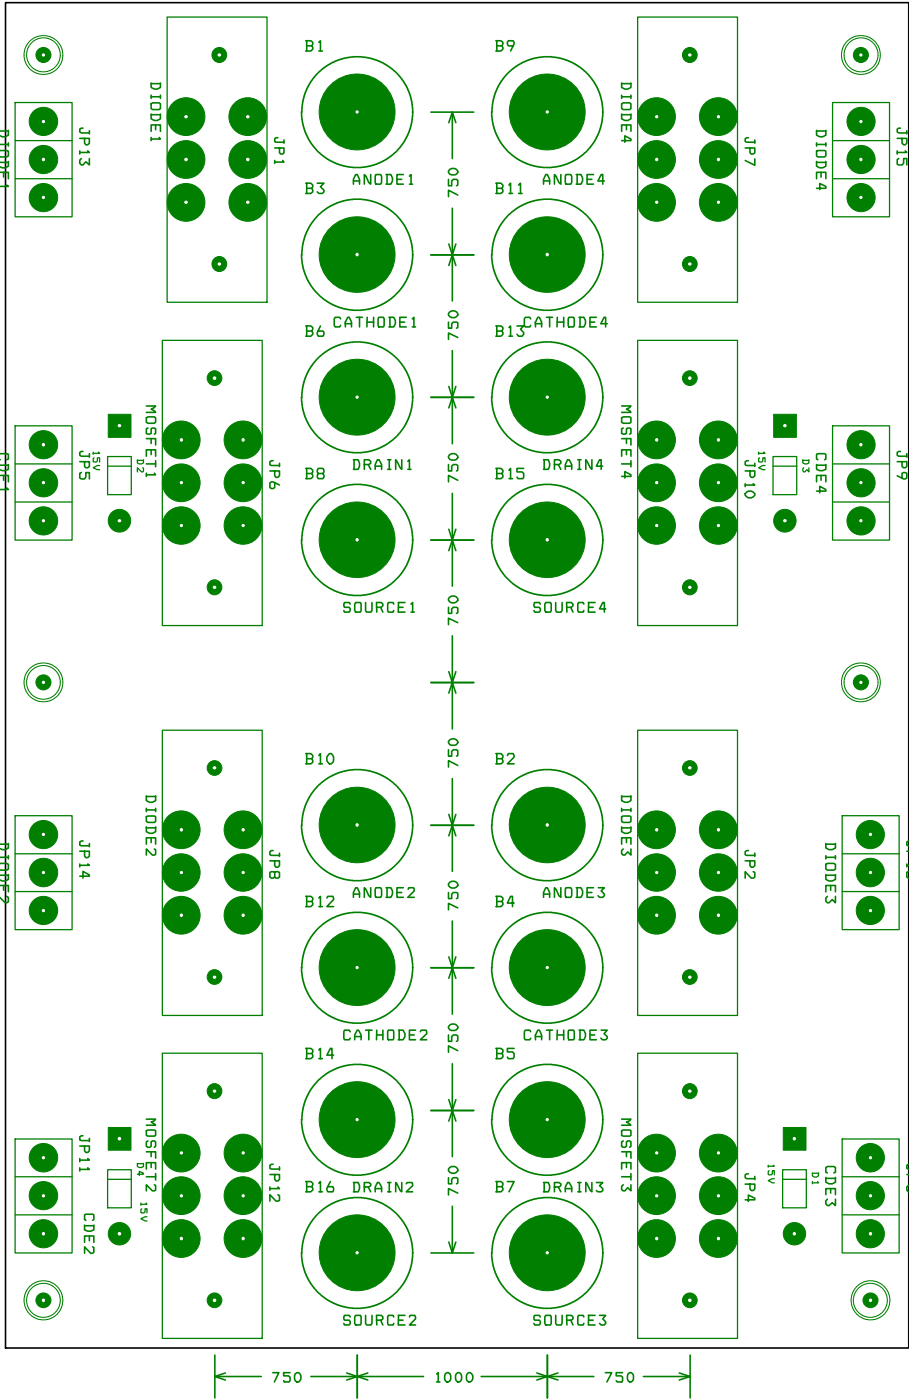 B1
B9
DIODE1
JP1
DIODE4
JP7
JP13
JP15
DIODE4
DIODE1
ANODE1
ANODE4
750
B3
B11
CATHODE1
CATHODE4
750
B6
B13
MOSFET1
JP6
MOSFET4
JP10
JP5
15V
D2
15V
D3
CDE4
JP9
CDE1
DRAIN1
DRAIN4
750
B8
B15
SOURCE1
SOURCE4
750
B10
B2
750
DIODE2
JP8
DIODE3
JP2
JP14
DIODE2
DIODE3
ANODE2
ANODE3
750
B12
B4
CATHODE2
CATHODE3
750
B14
B5
MOSFET2
JP12
MOSFET3
JP4
JP11
D4
15V
CDE2
15V
D1
CDE3
B16
DRAIN2
B7
DRAIN3
750
SOURCE2
SOURCE3
750
1000
750